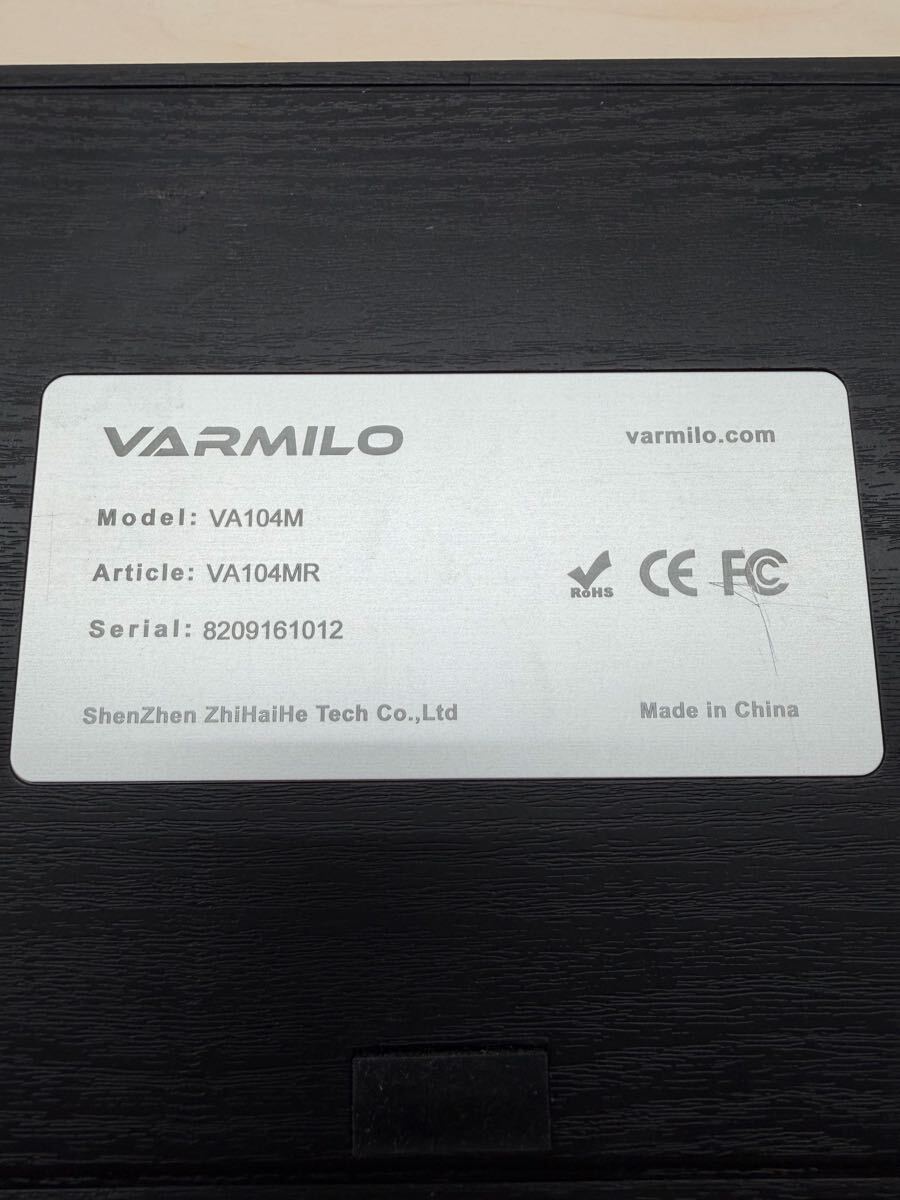 VARMILO
varmilo.com
Model: VA104M
Article: VA104MR
RoHS CE FC
Serial: 8209161012
ShenZhen ZhiHaiHe Tech Co.,Ltd
Made in China